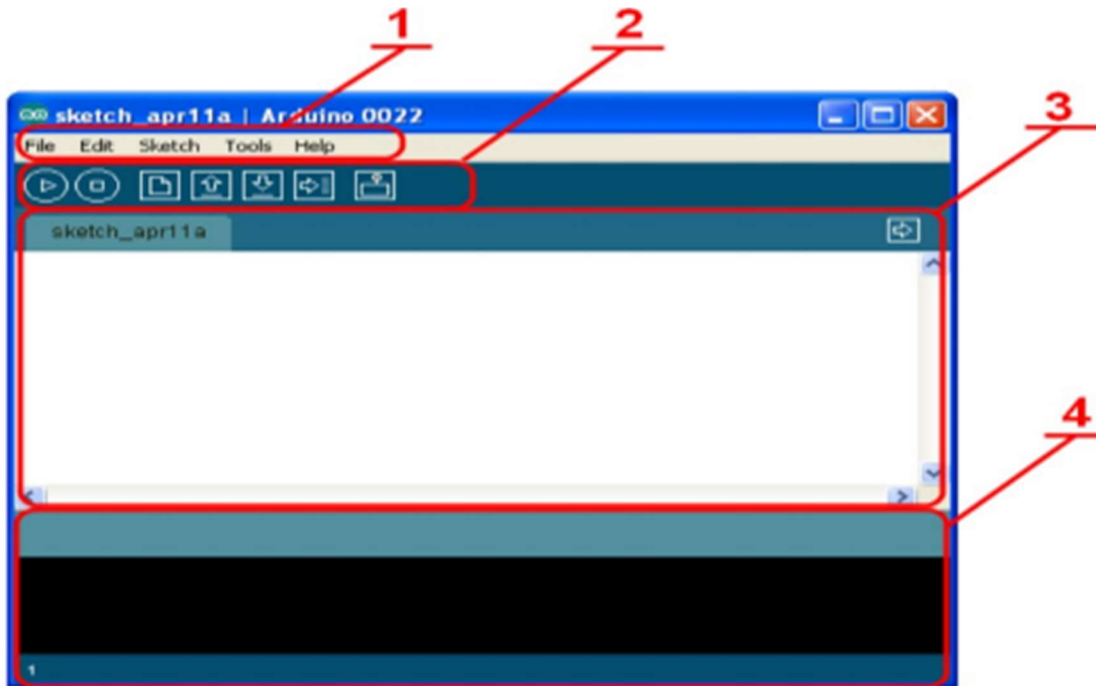 1
2
sketch_apr11a | Arduino 0022
3
File Edit Sketch Tools Help
sketch_apr11a
4
1